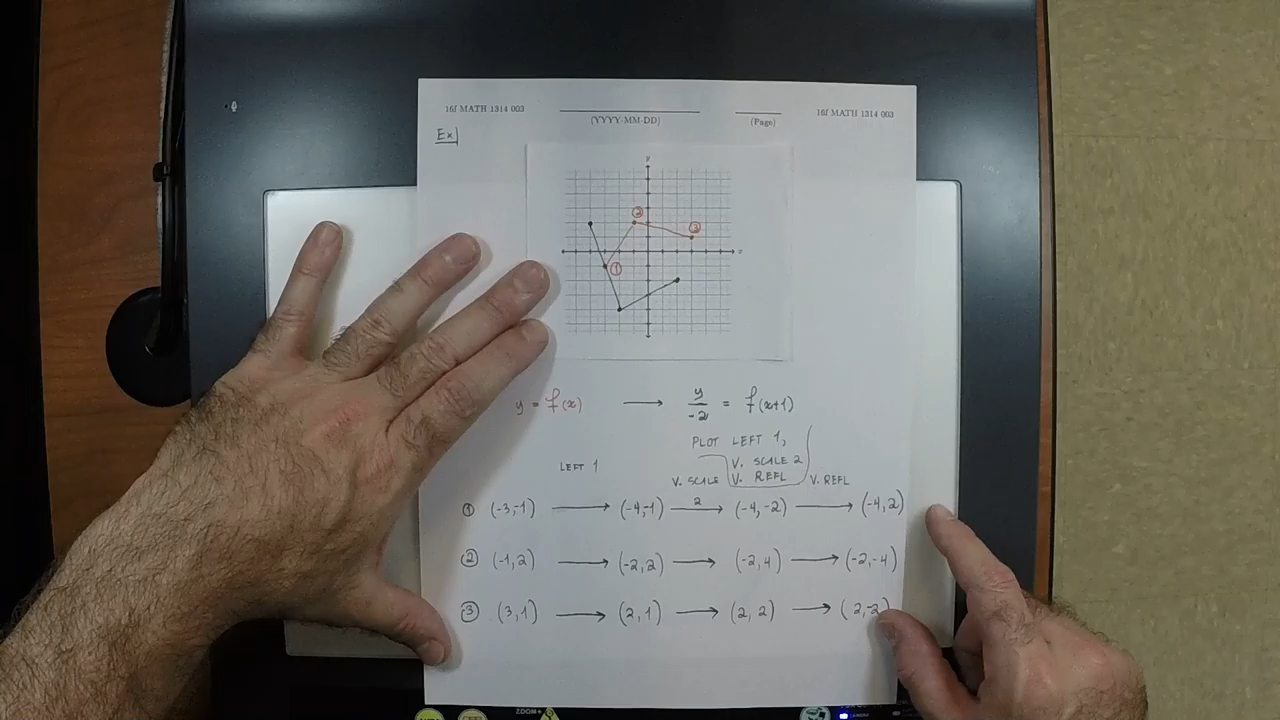 16f MATH 1314 003 (YYYY-MM-DD) (Page) 16f MATH 1314 003
Ex1
y
② ③
x
①
y = f(x) → y/-2 = f(x+1)
PLOT LEFT 1,
LEFT 1 V. SCALE 2
V. SCALE V. REFL V. REFL
① (-3,-1) → (-4,-1) 2 → (-4,-2) → (-4,2)
② (-1,2) → (-2,2) → (-2,4) → (-2,-4)
③ (3,1) → (2,1) → (2,2) → (2,-2)
ZOOM+